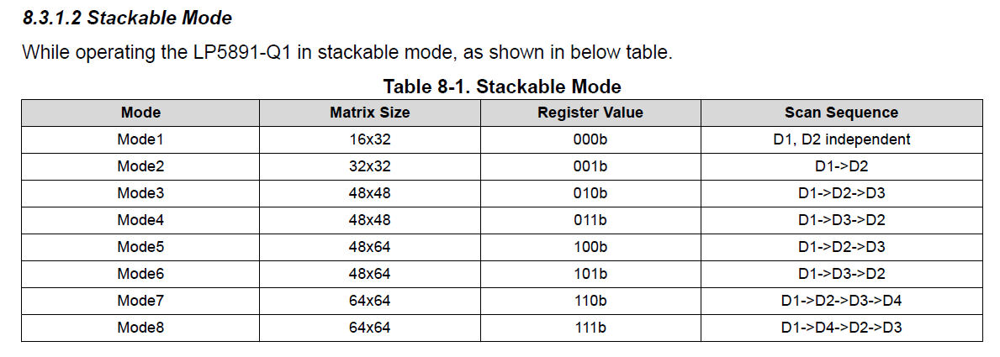 8.3.1.2 Stackable Mode
While operating the LP5891-Q1 in stackable mode, as shown in below table.
Table 8-1. Stackable Mode
Mode Matrix Size Register Value Scan Sequence
Mode1 16x32 000b D1, D2 independent
Mode2 32x32 001b D1->D2
Mode3 48x48 010b D1->D2->D3
Mode4 48x48 011b D1->D3->D2
Mode5 48x64 100b D1->D2->D3
Mode6 48x64 101b D1->D3->D2
Mode7 64x64 110b D1->D2->D3->D4
Mode8 64x64 111b D1->D4->D2->D3